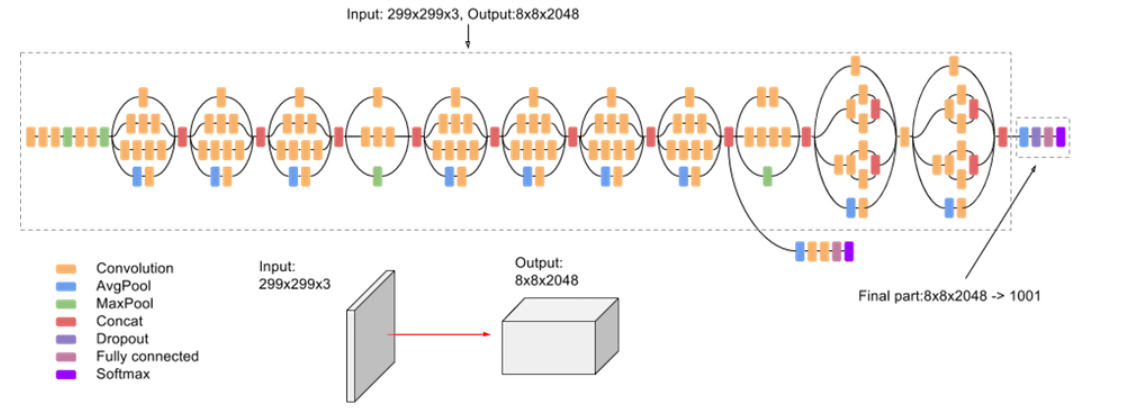 Input: 299x299x3, Output:8x8x2048
Convolution
AvgPool
MaxPool
Concat
Dropout
Fully connected
Softmax
Input:
299x299x3
Output:
8x8x2048
Final part:8x8x2048 -> 1001